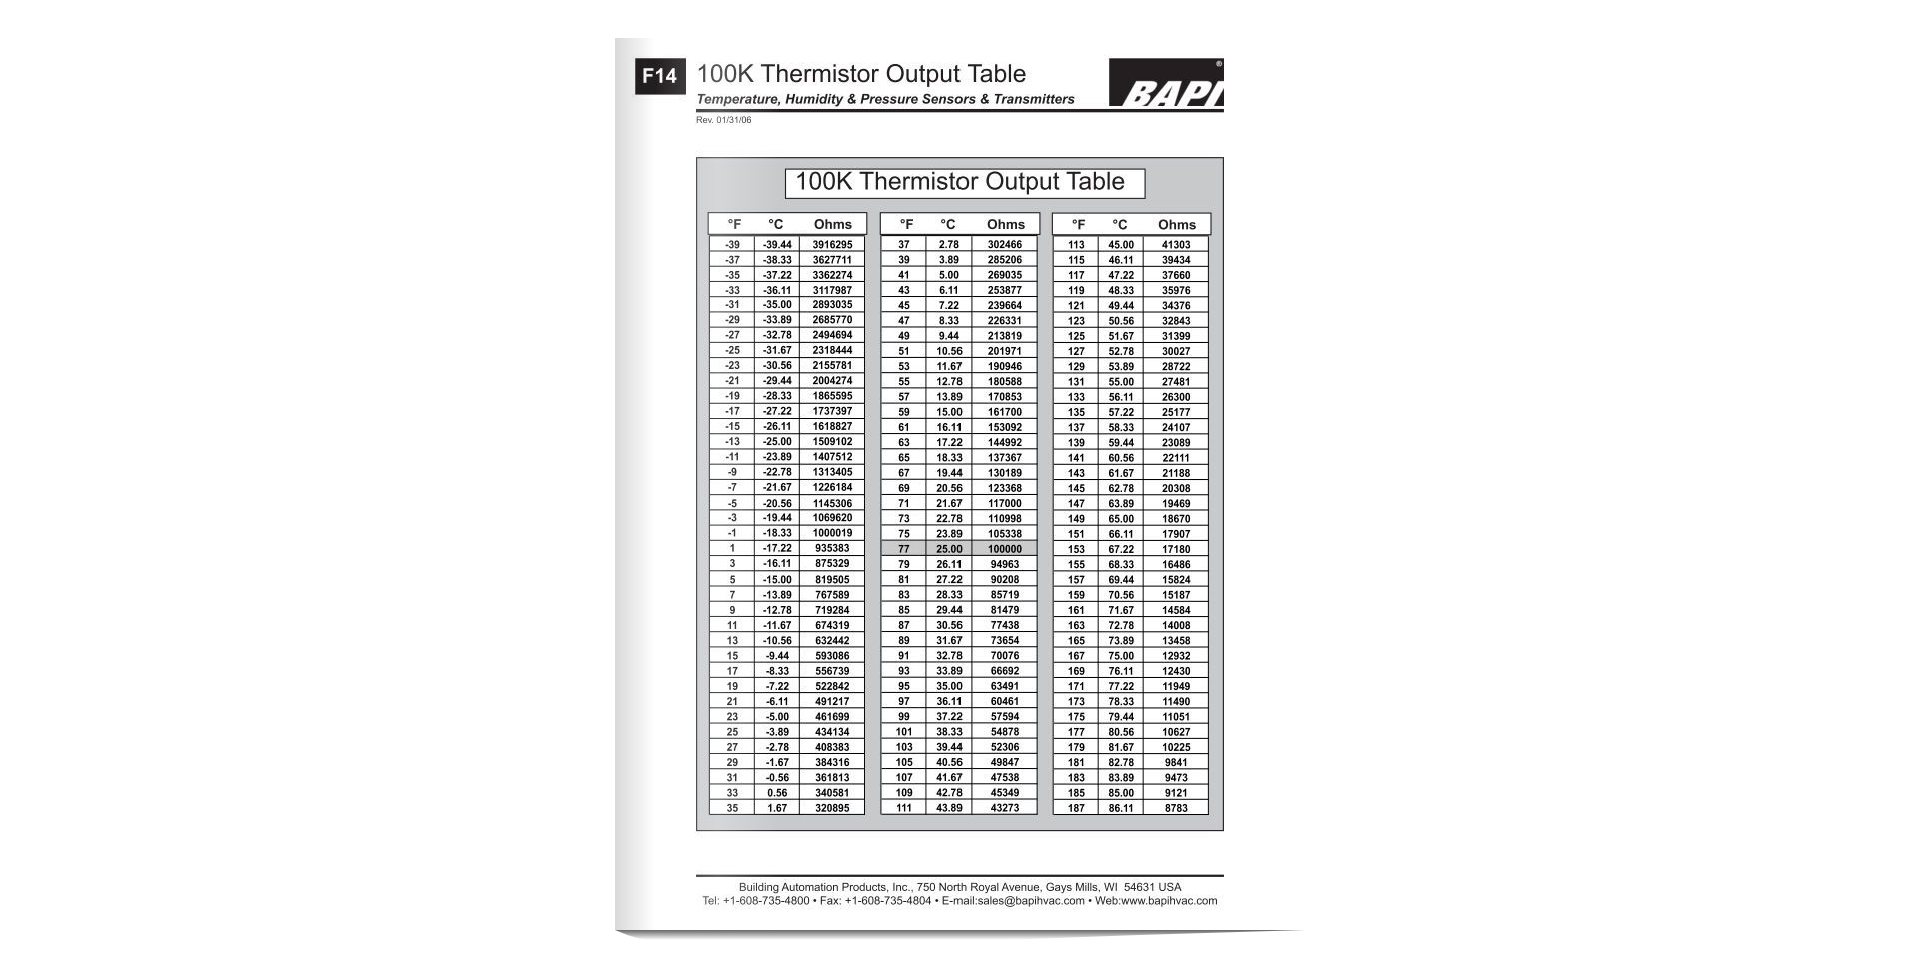 F14
100K Thermistor Output Table
BAPI®
Temperature, Humidity & Pressure Sensors & Transmitters
Rev. 01/31/06
100K Thermistor Output Table
°F °C Ohms °F °C Ohms °F °C Ohms
-39 -39.44 3916295 37 2.78 302466 113 45.00 41303
-37 -38.33 3627711 39 3.89 285206 115 46.11 39434
-35 -37.22 3362274 41 5.00 269035 117 47.22 37660
-33 -36.11 3117987 43 6.11 253877 119 48.33 35976
-31 -35.00 2893035 45 7.22 239664 121 49.44 34376
-29 -33.89 2685770 47 8.33 226331 123 50.56 32843
-27 -32.78 2494694 49 9.44 213819 125 51.67 31399
-25 -31.67 2318444 51 10.56 201971 127 52.78 30027
-23 -30.56 2155781 53 11.67 190946 129 53.89 28722
-21 -29.44 2004274 55 12.78 180588 131 55.00 27481
-19 -28.33 1865595 57 13.89 170853 133 56.11 26300
-17 -27.22 1737397 59 15.00 161700 135 57.22 25177
-15 -26.11 1618827 61 16.11 153092 137 58.33 24107
-13 -25.00 1509102 63 17.22 144992 139 59.44 23089
-11 -23.89 1407512 65 18.33 137367 141 60.56 22111
-9 -22.78 1313405 67 19.44 130189 143 61.67 21188
-7 -21.67 1226184 69 20.56 123368 145 62.78 20308
-5 -20.56 1145306 71 21.67 117000 147 63.89 19469
-3 -19.44 1069620 73 22.78 110998 149 65.00 18670
-1 -18.33 1000019 75 23.89 105338 151 66.11 17907
1 -17.22 935383 77 25.00 100000 153 67.22 17180
3 -16.11 875329 79 26.11 94963 155 68.33 16486
5 -15.00 819505 81 27.22 90208 157 69.44 15824
7 -13.89 767589 83 28.33 85719 159 70.56 15187
9 -12.78 719284 85 29.44 81479 161 71.67 14584
11 -11.67 674319 87 30.56 77438 163 72.78 14008
13 -10.56 632442 89 31.67 73654 165 73.89 13458
15 -9.44 593086 91 32.78 70076 167 75.00 12932
17 -8.33 556739 93 33.89 66692 169 76.11 12430
19 -7.22 522842 95 35.00 63491 171 77.22 11949
21 -6.11 491217 97 36.11 60461 173 78.33 11490
23 -5.00 461699 99 37.22 57594 175 79.44 11051
25 -3.89 434134 101 38.33 54878 177 80.56 10627
27 -2.78 408383 103 39.44 52306 179 81.67 10225
29 -1.67 384316 105 40.56 49847 181 82.78 9841
31 -0.56 361813 107 41.67 47538 183 83.89 9473
33 0.56 340581 109 42.78 45349 185 85.00 9121
35 1.67 320895 111 43.89 43273 187 86.11 8783
Building Automation Products, Inc., 750 North Royal Avenue, Gays Mills, WI 54631 USA
Tel: +1-608-735-4800 • Fax: +1-608-735-4804 • E-mail:sales@bapihvac.com • Web:www.bapihvac.com